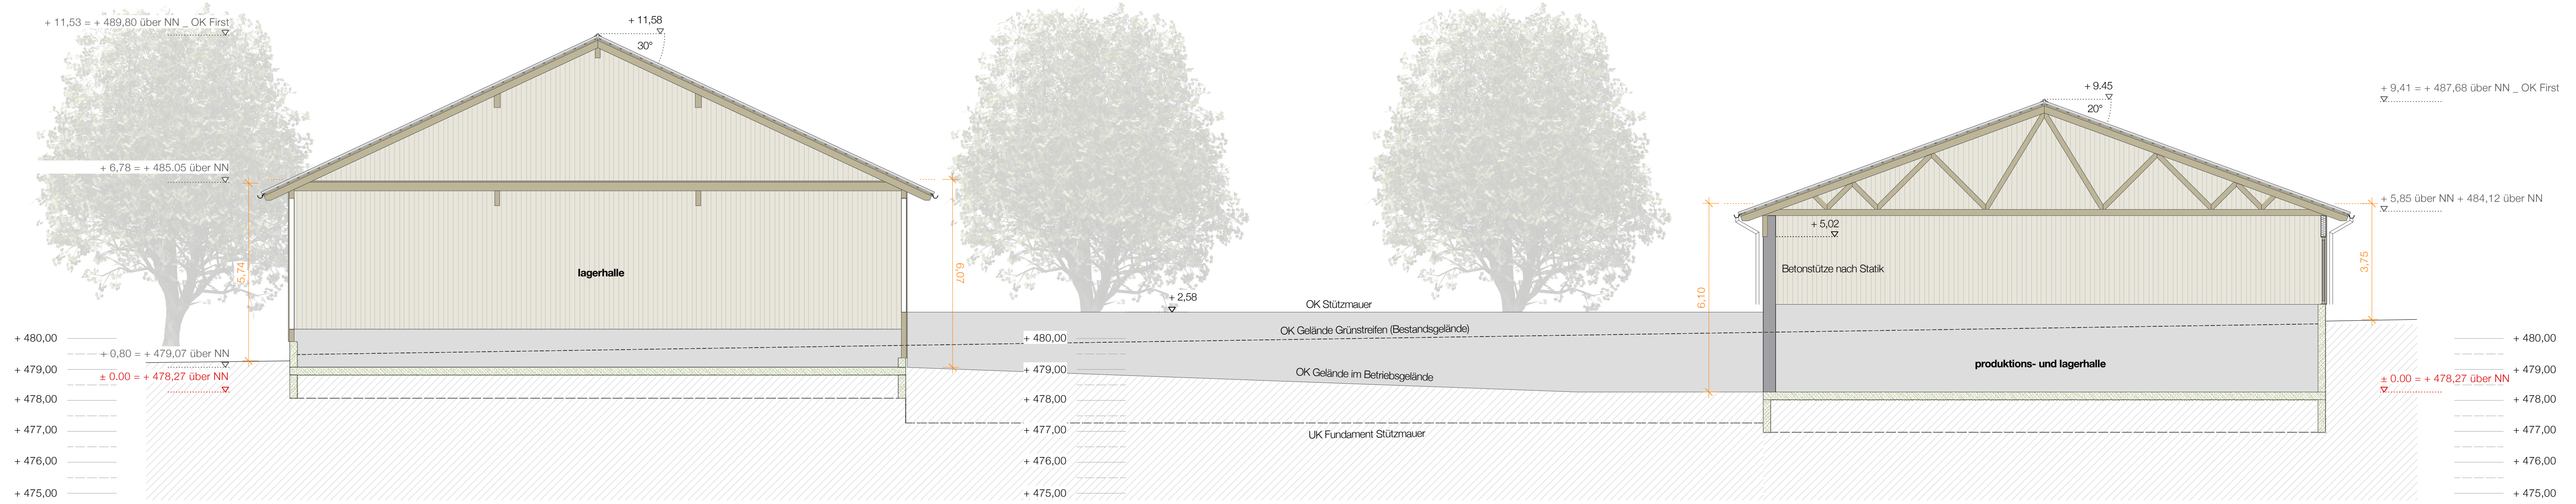 + 11,53 = + 489,80 über NN _ OK First
+ 11,58
30°
+ 6,78 = + 485.05 über NN
5,74
lagerhalle
6,07
+ 480,00
+ 0,80 = + 479,07 über NN
+ 479,00
± 0.00 = + 478,27 über NN
+ 478,00
+ 477,00
+ 476,00
+ 475,00
+ 2,58
OK Stützmauer
OK Gelände Grünstreifen (Bestandsgelände)
+ 480,00
+ 479,00
OK Gelände im Betriebsgelände
+ 478,00
+ 477,00
UK Fundament Stützmauer
+ 476,00
+ 475,00
+ 9.45
20°
+ 5,02
Betonstütze nach Statik
6,10
produktions- und lagerhalle
3,75
+ 9,41 = + 487,68 über NN _ OK First
+ 5,85 über NN + 484,12 über NN
+ 480,00
+ 479,00
± 0.00 = + 478,27 über NN
+ 478,00
+ 477,00
+ 476,00
+ 475,00